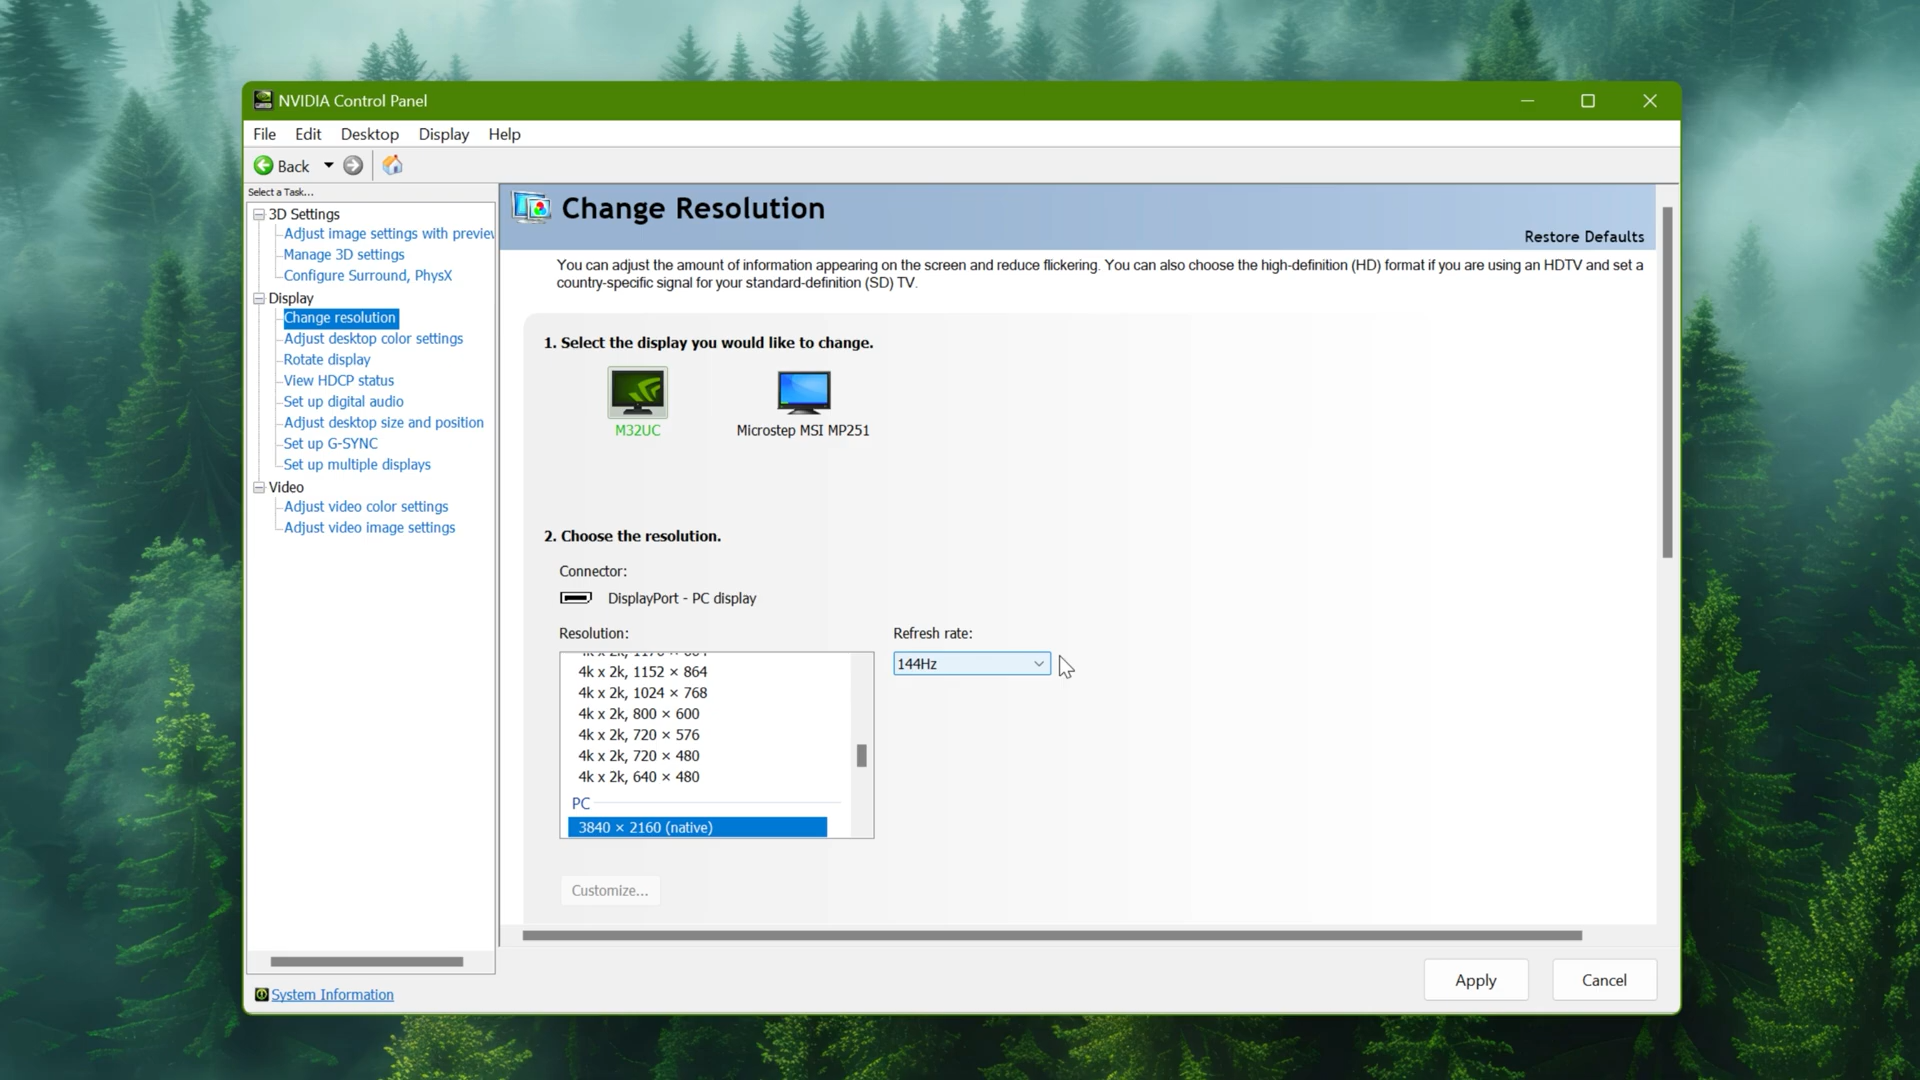 NVIDIA Control Panel
File Edit Desktop Display Help
Back
Select a Task...
3D Settings
Adjust image settings with preview
Manage 3D settings
Configure Surround, PhysX
Display
Change resolution
Adjust desktop color settings
Rotate display
View HDCP status
Set up digital audio
Adjust desktop size and position
Set up G-SYNC
Set up multiple displays
Video
Adjust video color settings
Adjust video image settings
System Information
Change Resolution
Restore Defaults
You can adjust the amount of information appearing on the screen and reduce flickering. You can also choose the high-definition (HD) format if you are using an HDTV and set a
country-specific signal for your standard-definition (SD) TV.
1. Select the display you would like to change.
M32UC
Microstep MSI MP251
2. Choose the resolution.
Connector:
DisplayPort - PC display
Resolution:
Refresh rate:
144Hz
4k x 2k, 1152 × 864
4k x 2k, 1024 × 768
4k x 2k, 800 × 600
4k x 2k, 720 × 576
4k x 2k, 720 × 480
4k x 2k, 640 × 480
PC
3840 × 2160 (native)
Customize...
Apply
Cancel